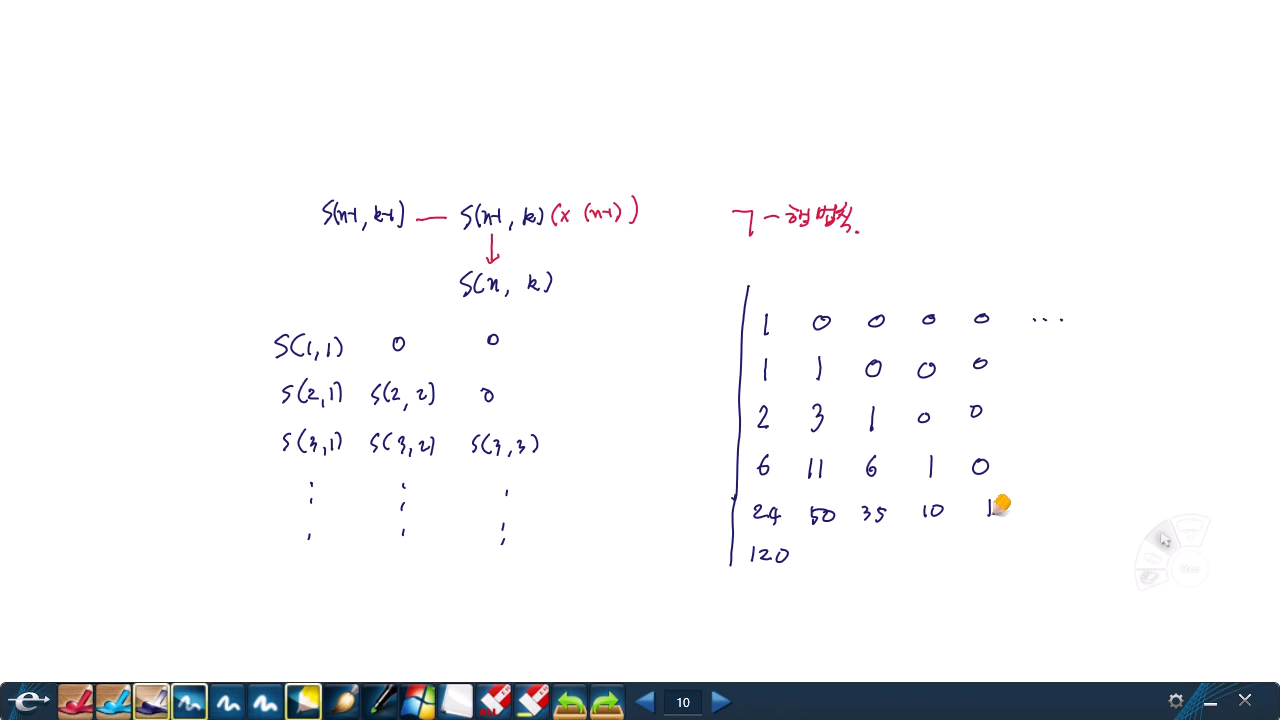 S(n-1, k-1) — S(n-1, k) (× (n-1))
↓
S(n, k)
ㄱ-형 법칙.
S(1,1) 0 0
S(2,1) S(2,2) 0
S(3,1) S(3,2) S(3,3)
⋮ ⋮ ⋮
1 0 0 0 0 ...
1 1 0 0 0
2 3 1 0 0
6 11 6 1 0
24 50 35 10 1
120
10